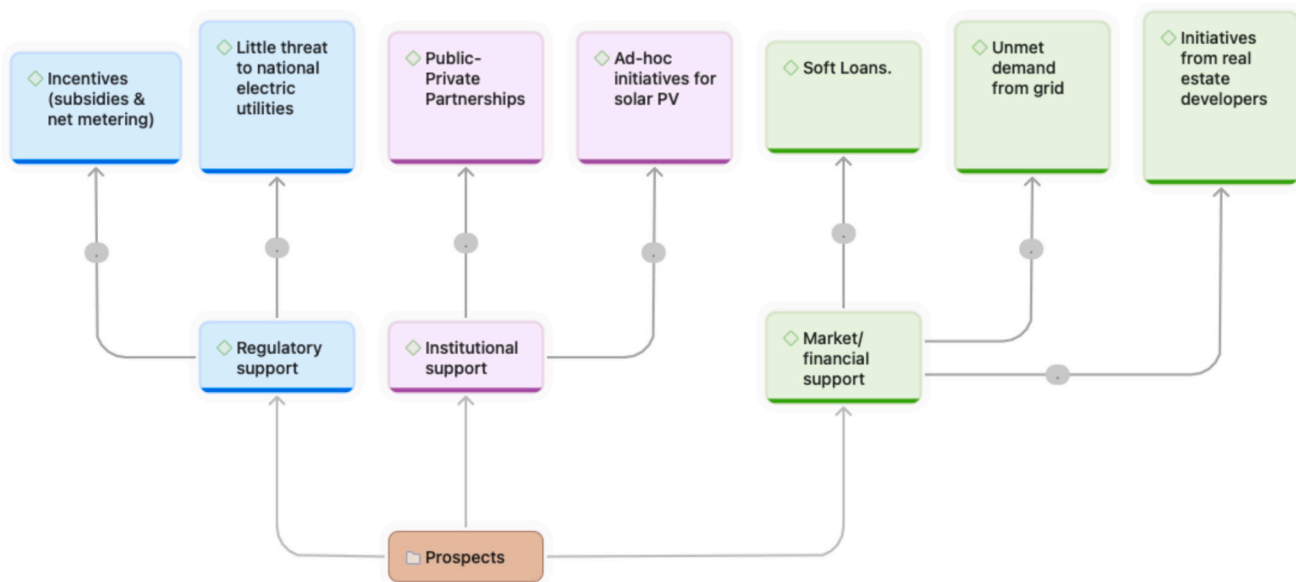 Incentives
(subsidies &
net metering)
Little threat
to national
electric
utilities
Public-
Private
Partnerships
Ad-hoc
initiatives for
solar PV
Soft Loans.
Unmet
demand
from grid
Initiatives
from real
estate
developers
.
.
.
.
.
.
.
Regulatory
support
Institutional
support
Market/
financial
support
Prospects